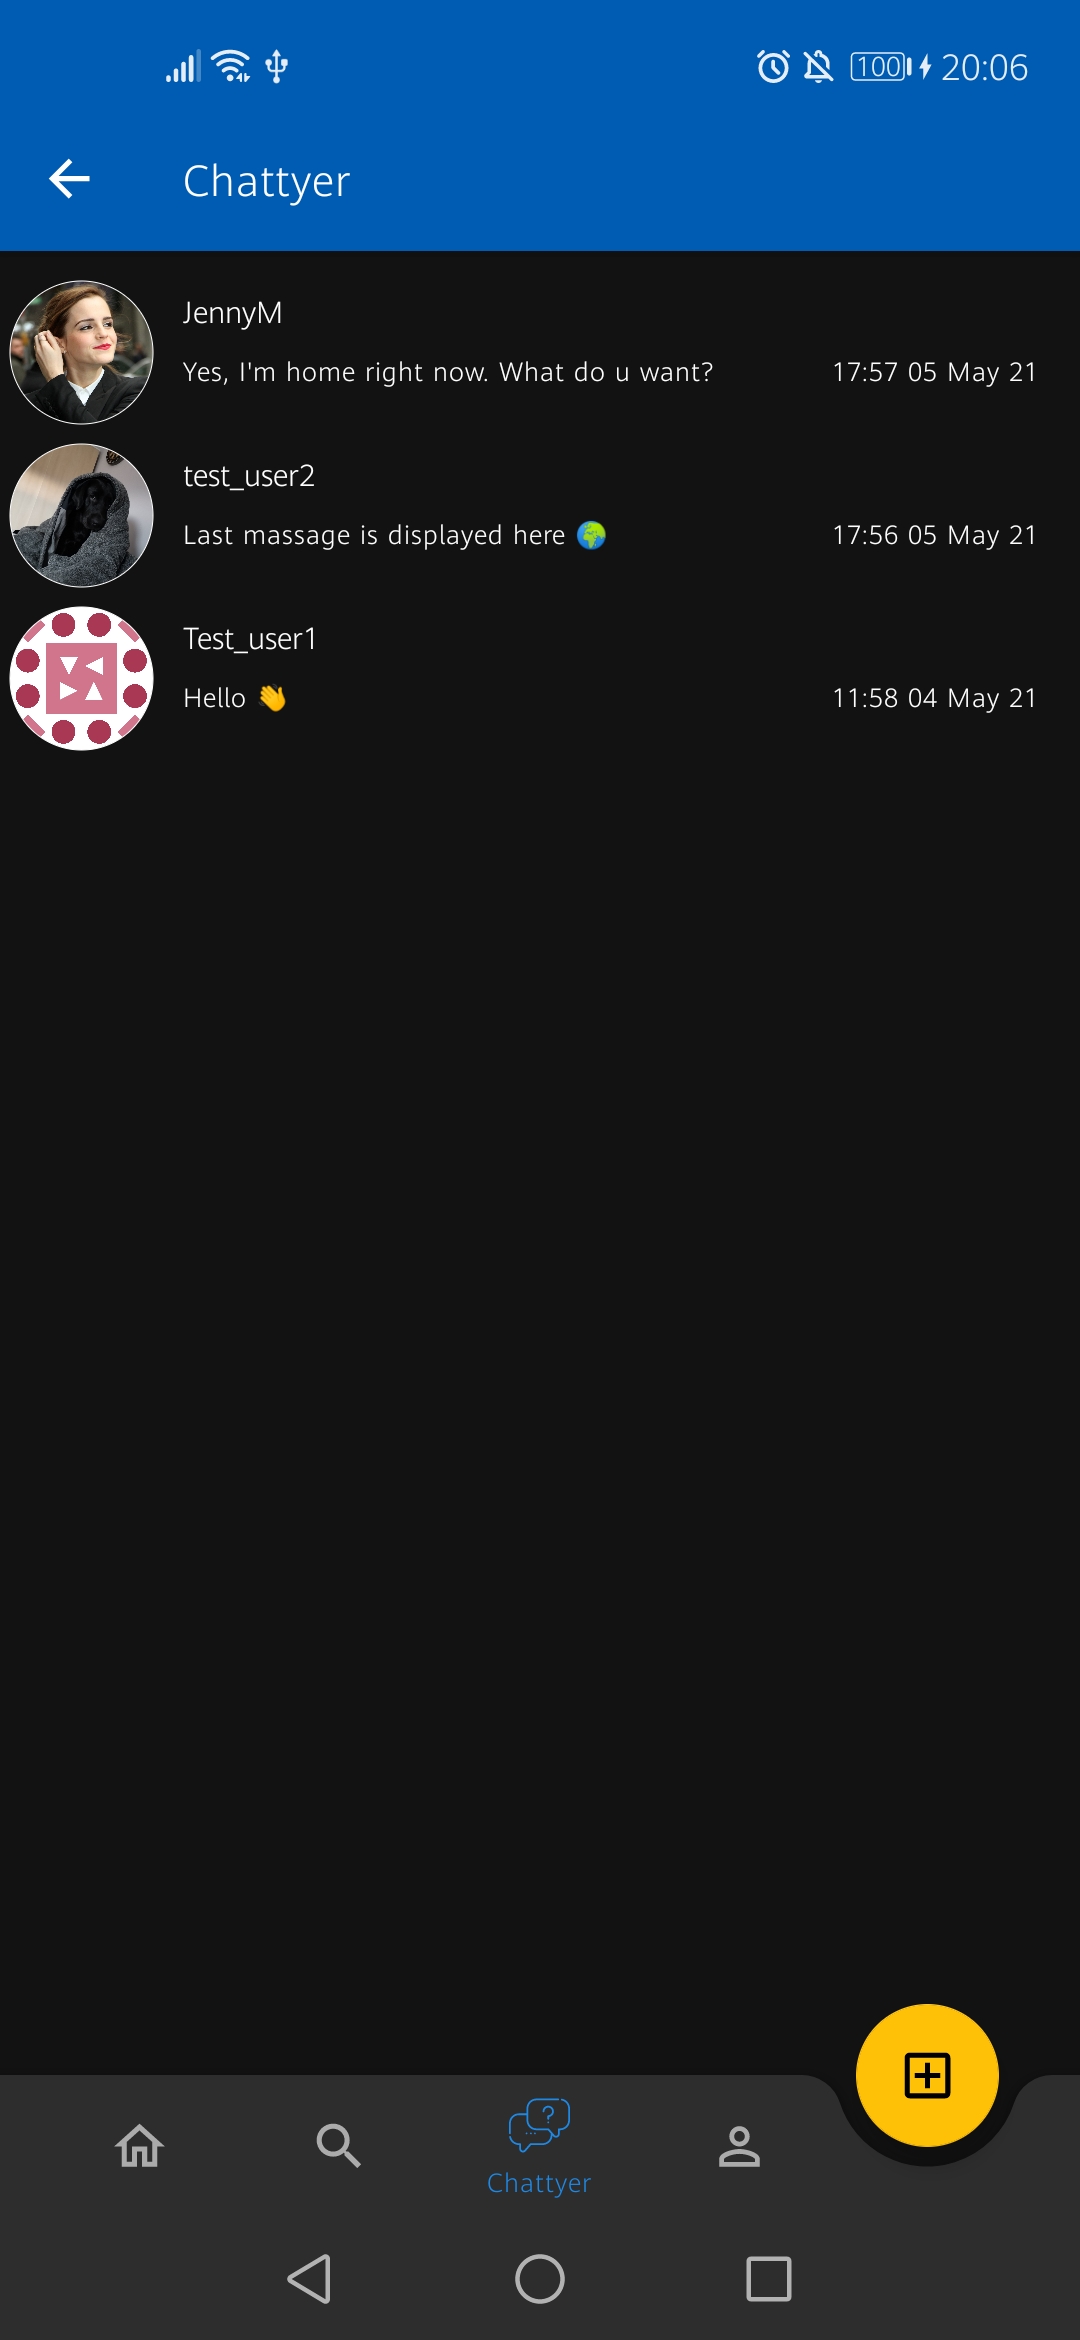 100 20:06
Chattyer
JennyM
Yes, I'm home right now. What do u want? 17:57 05 May 21
test_user2
Last massage is displayed here 🌍 17:56 05 May 21
Test_user1
Hello 👋 11:58 04 May 21
?
Chattyer